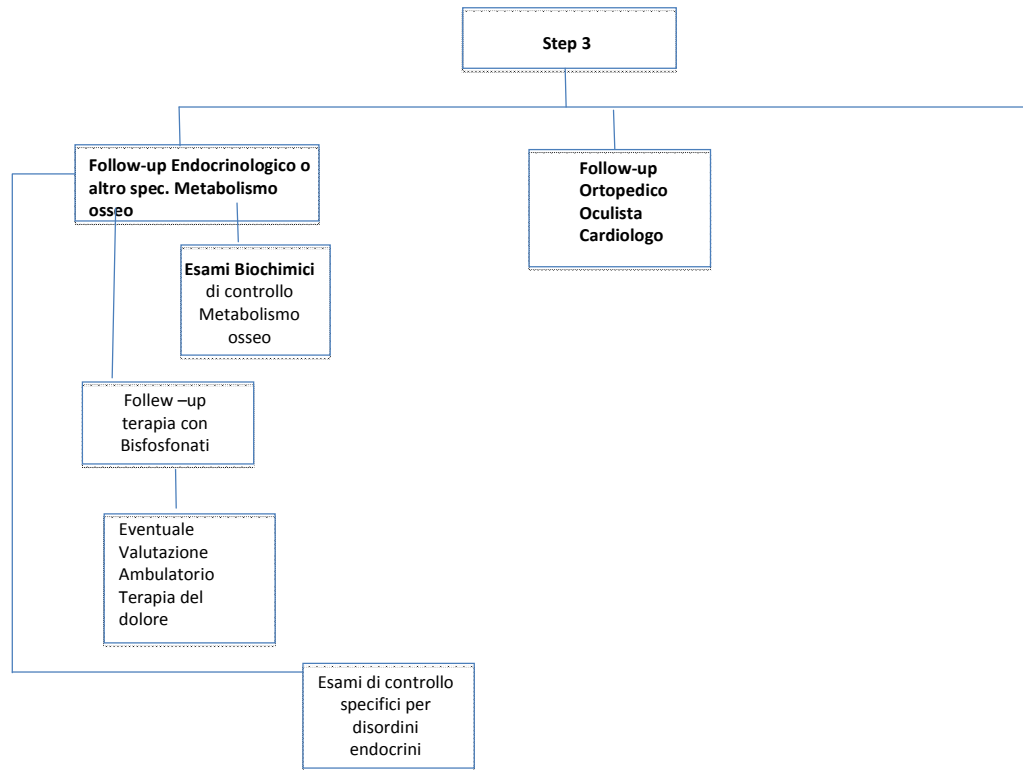 Step 3
Follow-up Endocrinologico o
altro spec. Metabolismo
osseo
Follow-up
Ortopedico
Oculista
Cardiologo
Esami Biochimici
di controllo
Metabolismo
osseo
Follew –up
terapia con
Bisfosfonati
Eventuale
Valutazione
Ambulatorio
Terapia del
dolore
Esami di controllo
specifici per
disordini
endocrini